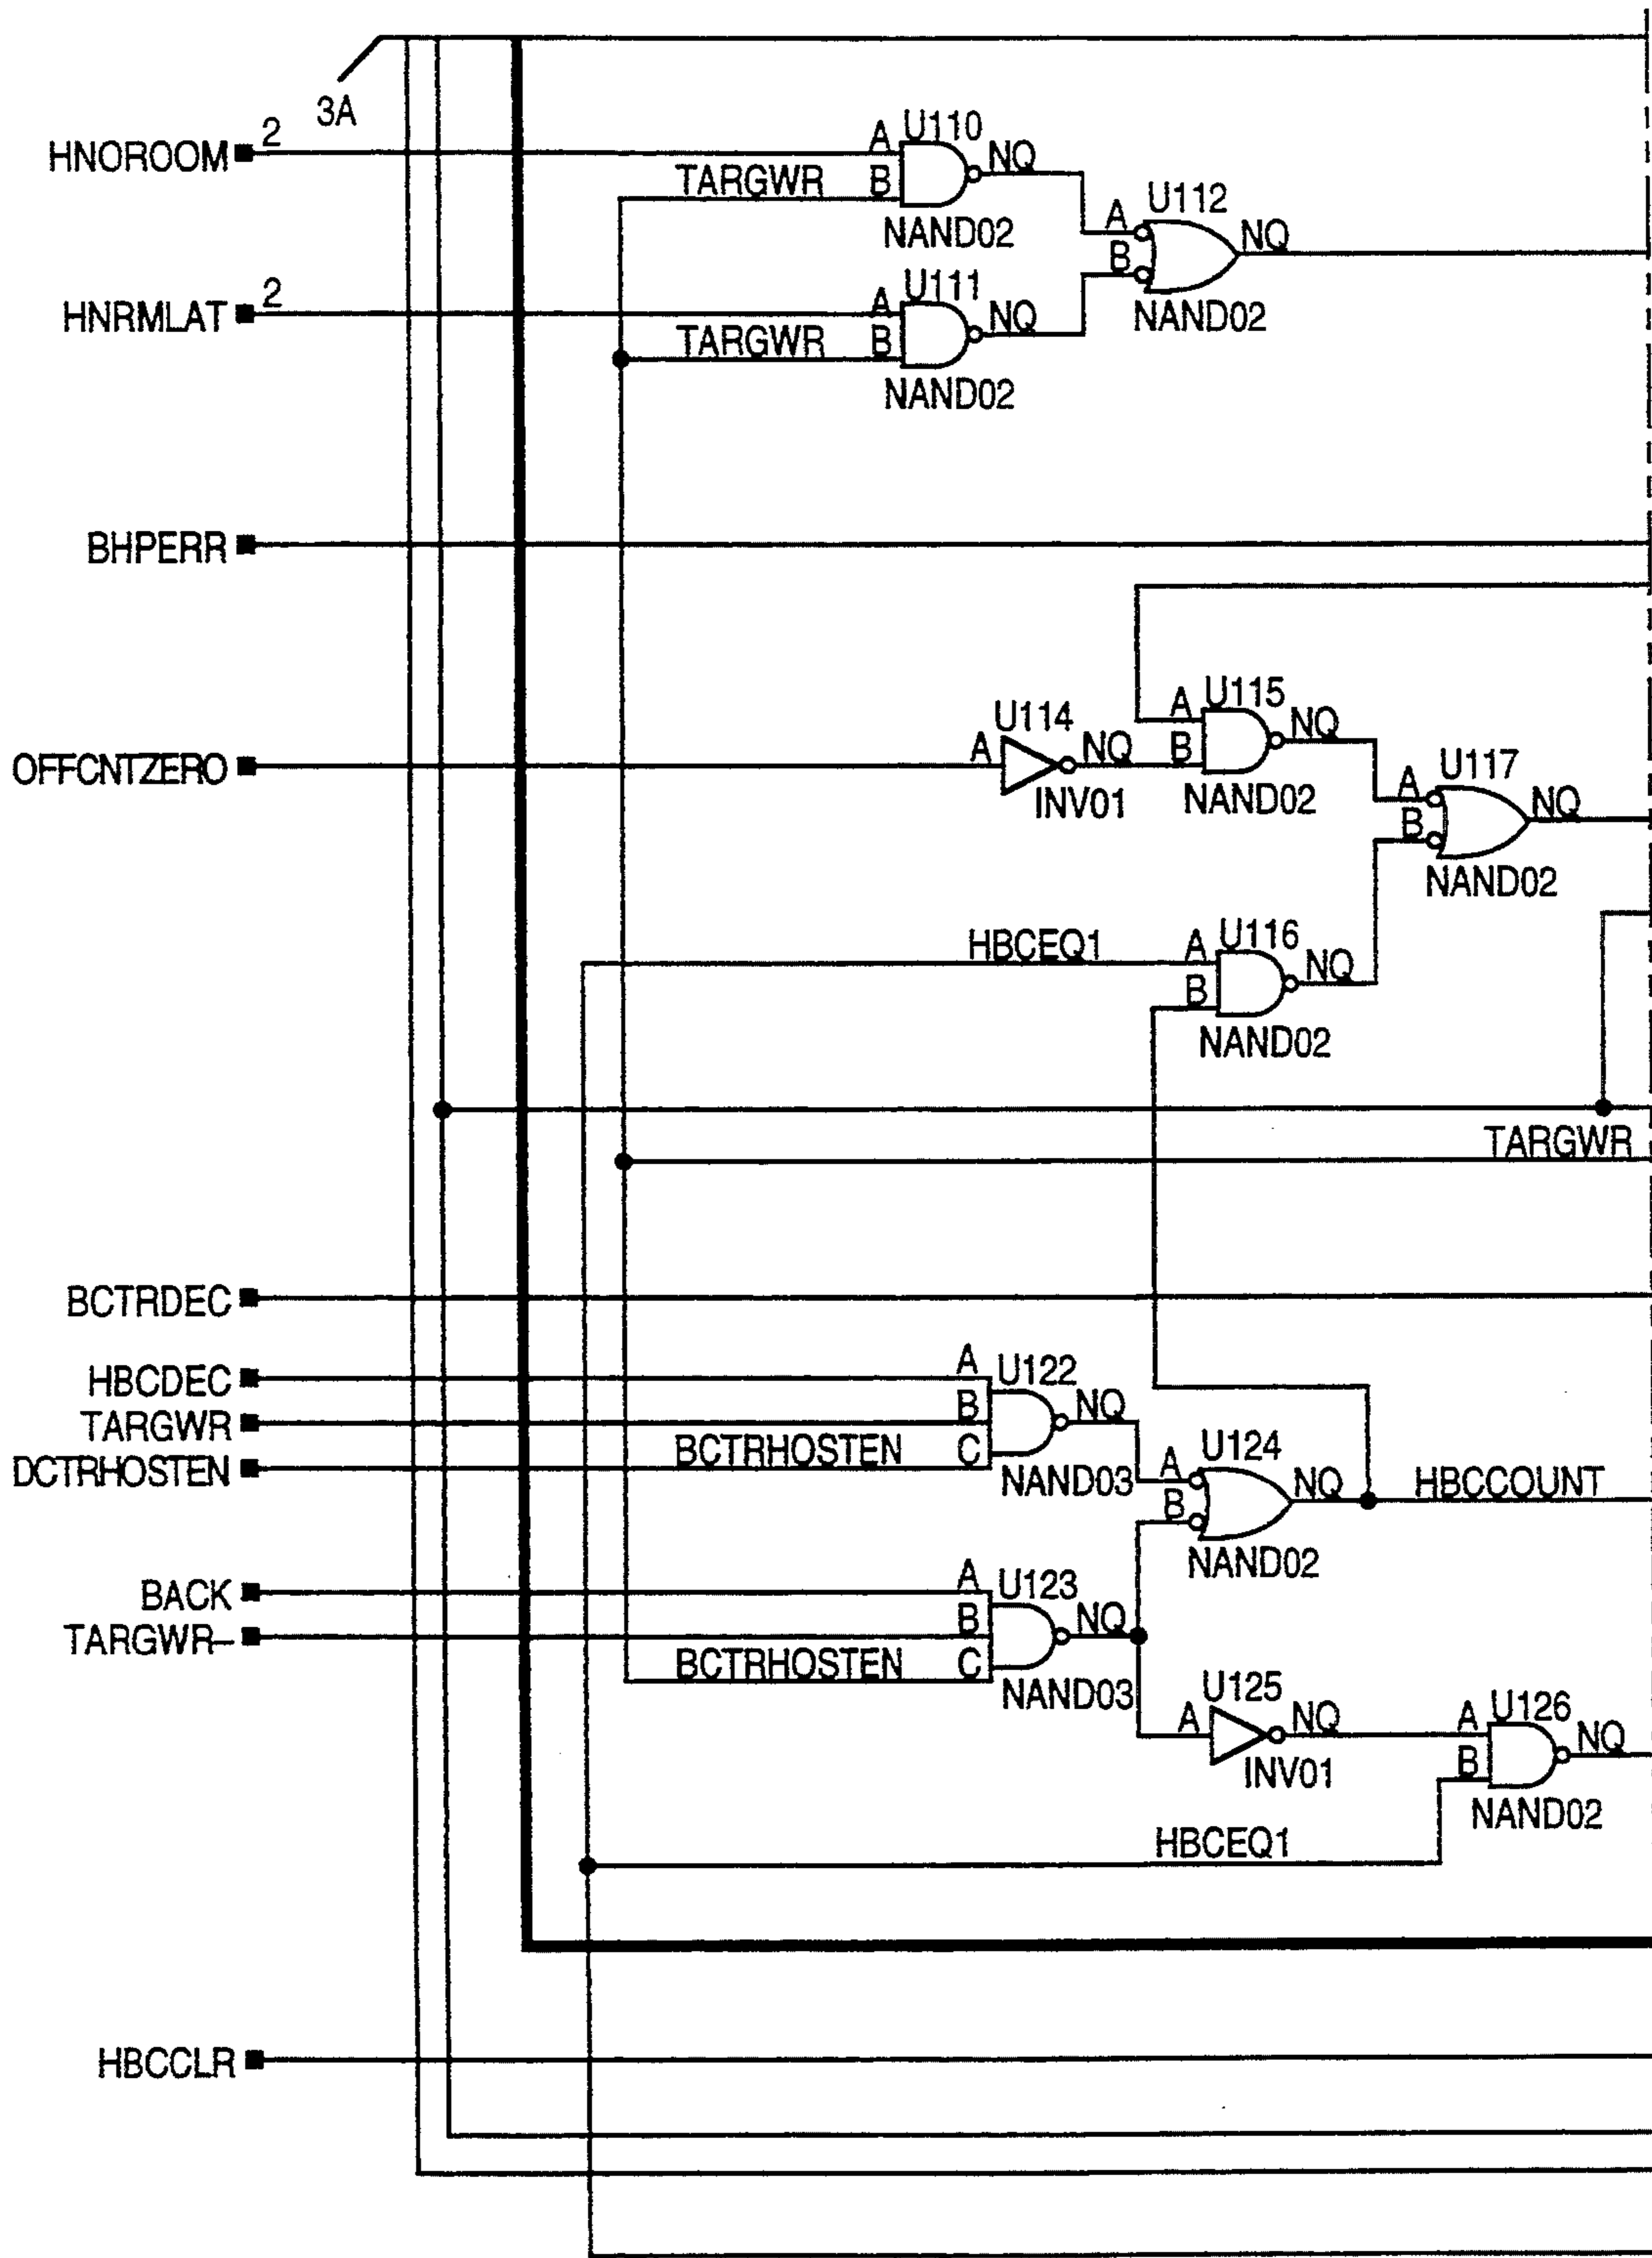 3A
HNOROOM 2
A U110 NQ
TARGWR B
NAND02
A U112 NQ
B
NAND02
HNRMLAT 2
A U111 NQ
TARGWR B
NAND02
BHPERR
OFFCNTZERO
A U114 NQ
INV01
A U115 NQ
B
NAND02
A U117 NQ
B
NAND02
HBCEQ1 A U116 NQ
B
NAND02
TARGWR
BCTRDEC
HBCDEC A U122 NQ
TARGWR B
DCTRHOSTEN BCTRHOSTEN C
NAND03
A U124 NQ HBCCOUNT
B
NAND02
BACK A U123 NQ
TARGWR– B
BCTRHOSTEN C
NAND03
A U125 NQ
INV01
A U126 NQ
B
NAND02
HBCEQ1
HBCCLR